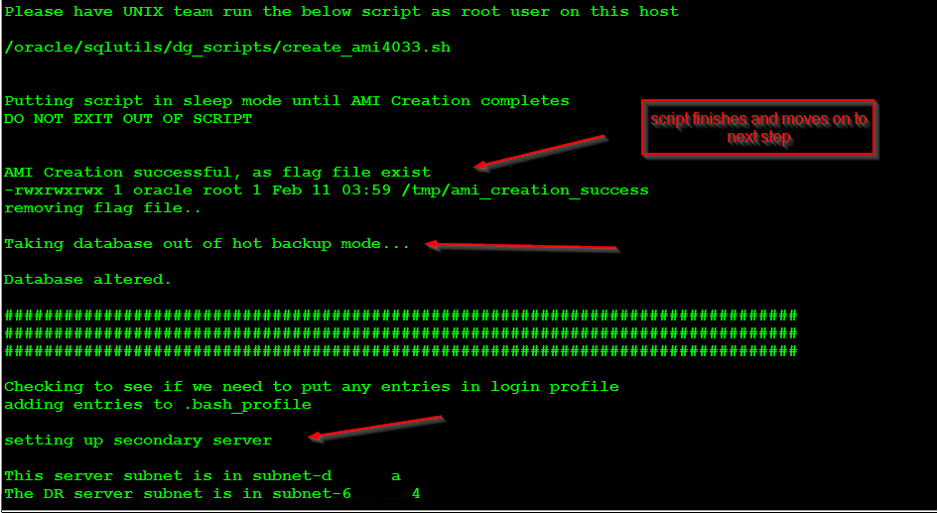 Please have UNIX team run the below script as root user on this host
/oracle/sqlutils/dg_scripts/create_ami4033.sh
Putting script in sleep mode until AMI Creation completes
DO NOT EXIT OUT OF SCRIPT
script finishes and moves on to
next step
AMI Creation successful, as flag file exist
-rwxrwxrwx 1 oracle root 1 Feb 11 03:59 /tmp/ami_creation_success
removing flag file..
Taking database out of hot backup mode...
Database altered.
################################################################################
################################################################################
################################################################################
Checking to see if we need to put any entries in login profile
adding entries to .bash_profile
setting up secondary server
This server subnet is in subnet-d a
The DR server subnet is in subnet-6 4